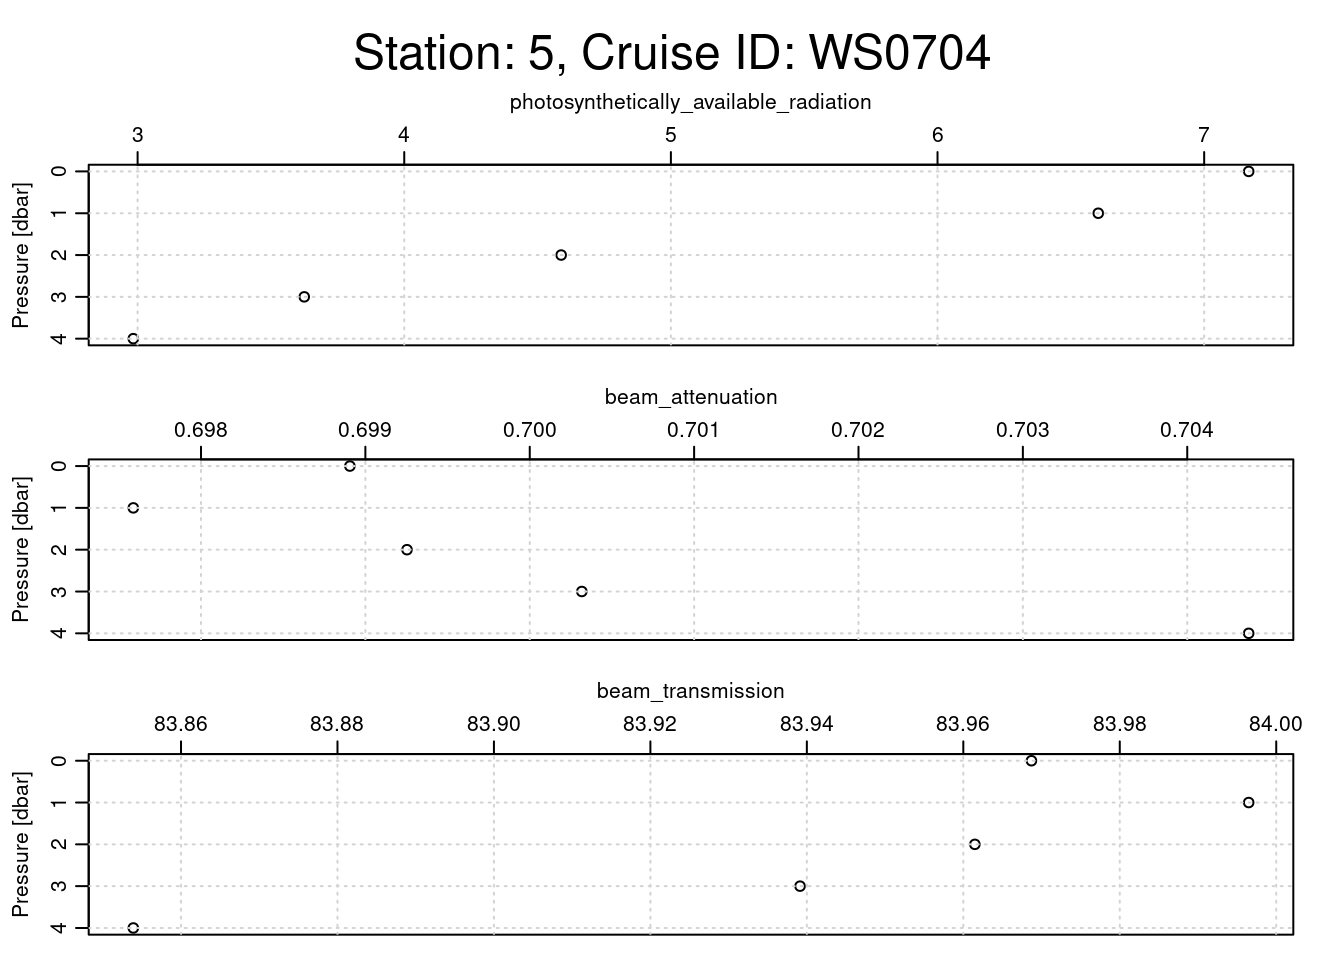 Station: 5, Cruise ID: WS0704
photosynthetically_available_radiation
3 4 5 6 7
Pressure [dbar]
0
1
2
3
4
beam_attenuation
0.698 0.699 0.700 0.701 0.702 0.703 0.704
Pressure [dbar]
0
1
2
3
4
beam_transmission
83.86 83.88 83.90 83.92 83.94 83.96 83.98 84.00
Pressure [dbar]
0
1
2
3
4